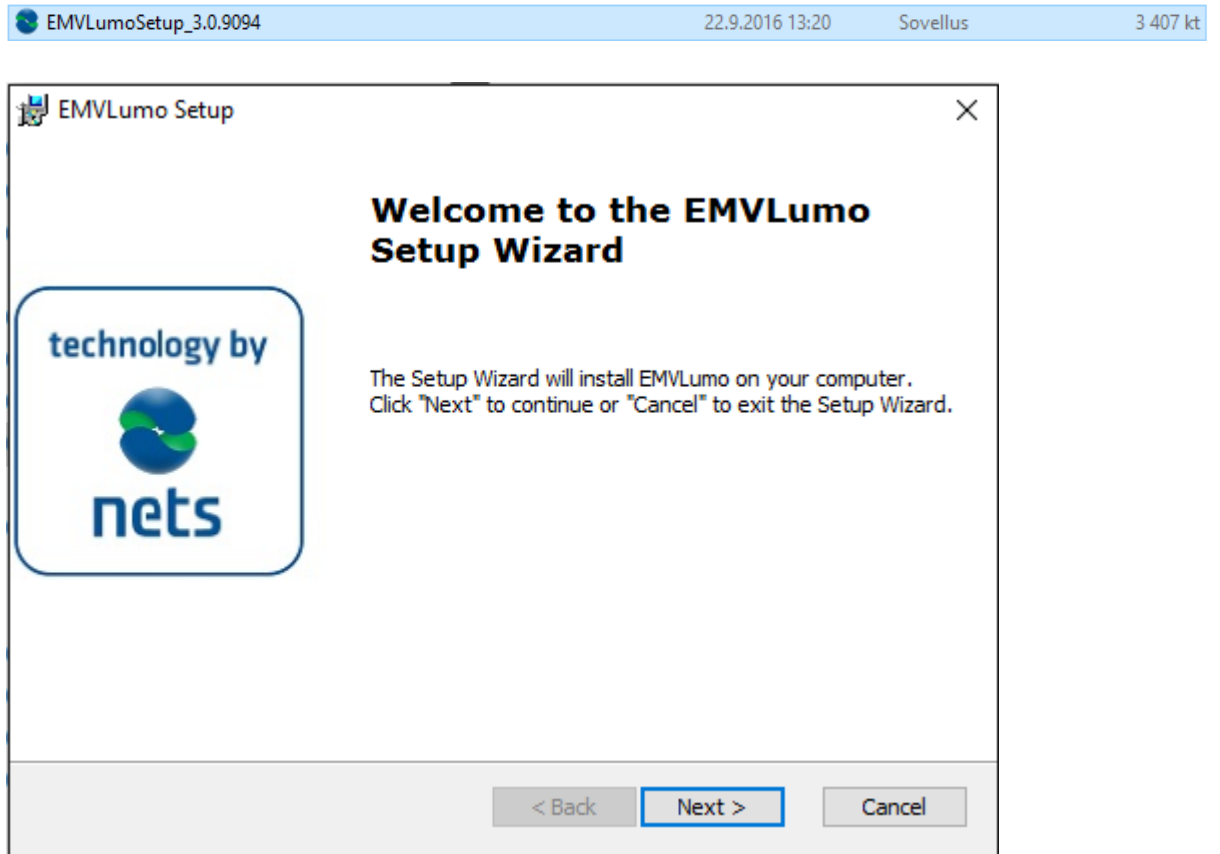 EMVLumoSetup_3.0.9094 22.9.2016 13:20 Sovellus 3 407 kt
EMVLumo Setup
Welcome to the EMVLumo
Setup Wizard
technology by
nets
The Setup Wizard will install EMVLumo on your computer.
Click "Next" to continue or "Cancel" to exit the Setup Wizard.
< Back Next > Cancel